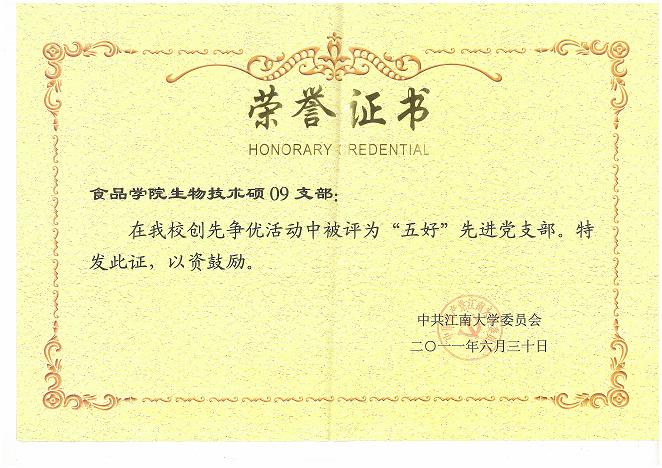 荣誉证书
HONORARY CREDENTIAL
食品学院生物技术硕 09 支部：
在我校创先争优活动中被评为“五好”先进党支部。特
发此证，以资鼓励。
中共江南大学委员会
二〇一一年六月三十日